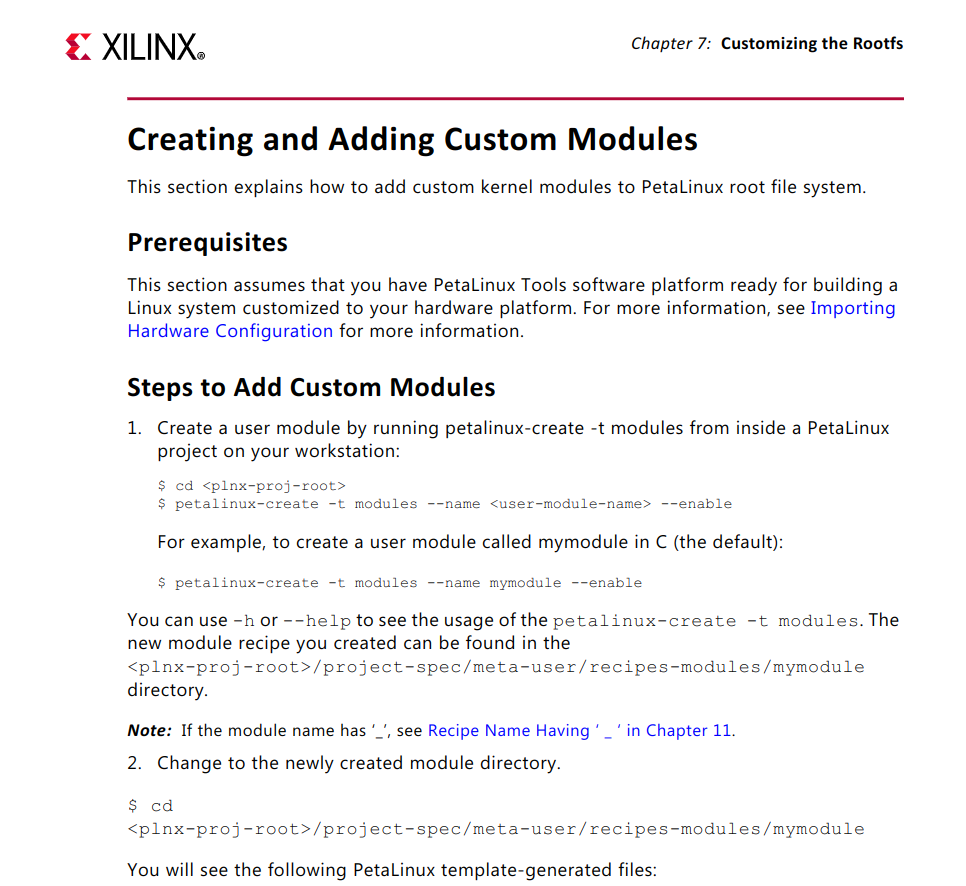 XILINX®
Chapter 7: Customizing the Rootfs
Creating and Adding Custom Modules
This section explains how to add custom kernel modules to PetaLinux root file system.
Prerequisites
This section assumes that you have PetaLinux Tools software platform ready for building a
Linux system customized to your hardware platform. For more information, see Importing
Hardware Configuration for more information.
Steps to Add Custom Modules
1. Create a user module by running petalinux-create -t modules from inside a PetaLinux
project on your workstation:
$ cd <plnx-proj-root>
$ petalinux-create -t modules --name <user-module-name> --enable
For example, to create a user module called mymodule in C (the default):
$ petalinux-create -t modules --name mymodule --enable
You can use -h or --help to see the usage of the petalinux-create -t modules. The
new module recipe you created can be found in the
<plnx-proj-root>/project-spec/meta-user/recipes-modules/mymodule
directory.
Note: If the module name has ‘_’, see Recipe Name Having ‘ _ ‘ in Chapter 11.
2. Change to the newly created module directory.
$ cd
<plnx-proj-root>/project-spec/meta-user/recipes-modules/mymodule
You will see the following PetaLinux template-generated files: